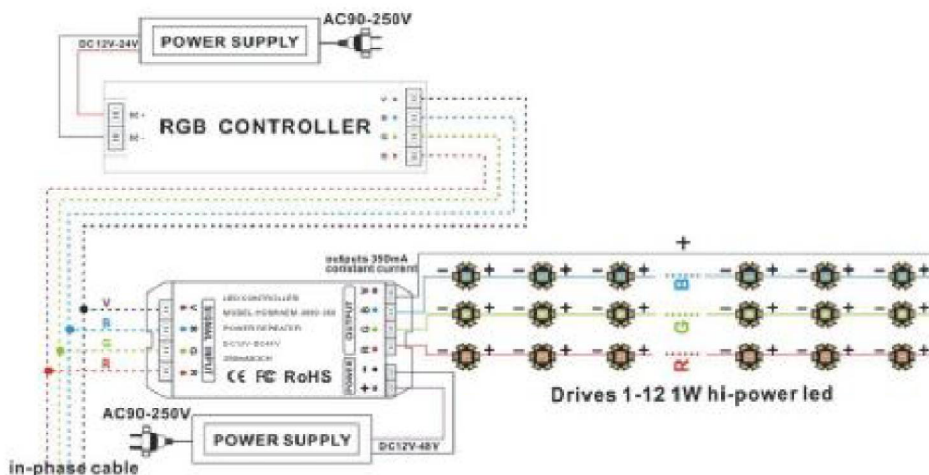 AC90-250V
POWER SUPPLY
DC12V-24V
RGB CONTROLLER
V
B
G
R
outputs 350mA
constant current
+
LED CONTROLLER
POWER REPEATER
SIGNAL INPUT
OUTPUT
POWER
V
B
G
R
CE FC RoHS
- + - + - + B - + - + - +
- + - + - + G - + - + - +
- + - + - + R - + - + - +
Drives 1-12 1W hi-power led
AC90-250V
POWER SUPPLY
DC12V-48V
in-phase cable